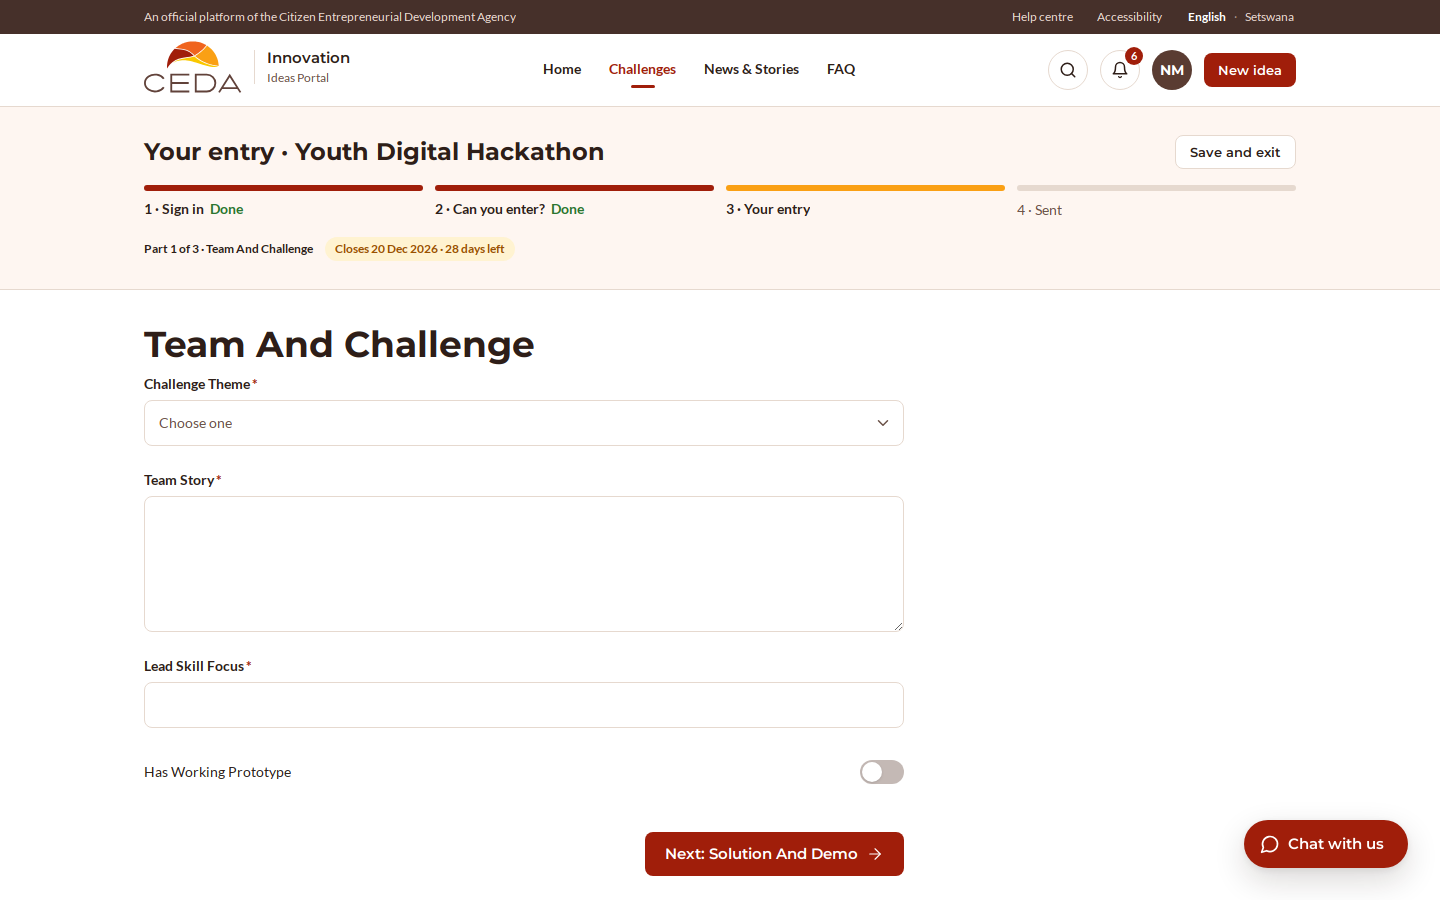 An official platform of the Citizen Entrepreneurial Development Agency
Help centre
Accessibility
English · Setswana
CEDA
Innovation
Ideas Portal
Home
Challenges
News & Stories
FAQ
6
NM
New idea
Your entry · Youth Digital Hackathon
Save and exit
1 · Sign in Done
2 · Can you enter? Done
3 · Your entry
4 · Sent
Part 1 of 3 · Team And Challenge
Closes 20 Dec 2026 · 28 days left
Team And Challenge
Challenge Theme *
Choose one
Team Story *
Lead Skill Focus *
Has Working Prototype
Next: Solution And Demo
Chat with us